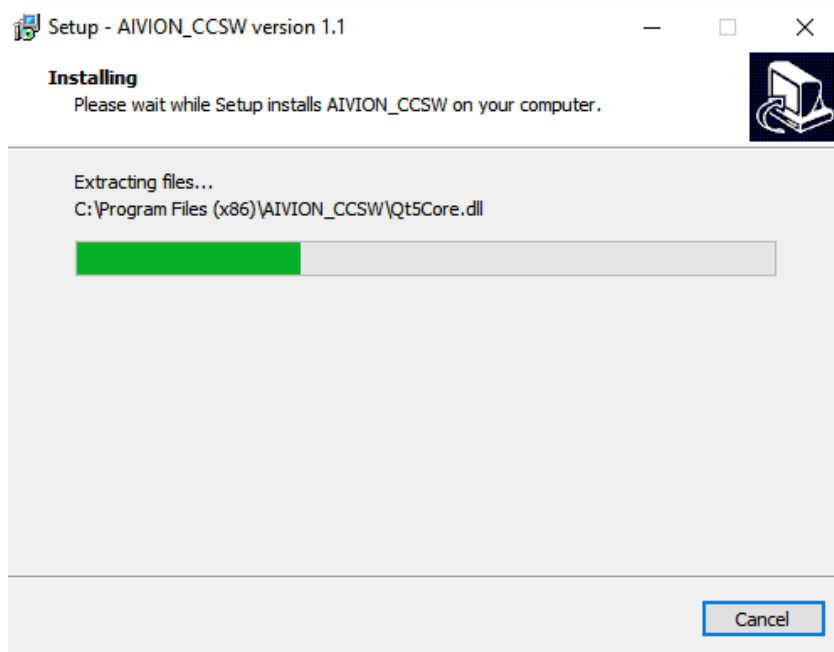 Setup - AIVION_CCSW version 1.1
Installing
Please wait while Setup installs AIVION_CCSW on your computer.
Extracting files...
C:\Program Files (x86)\AIVION_CCSW\Qt5Core.dll
Cancel